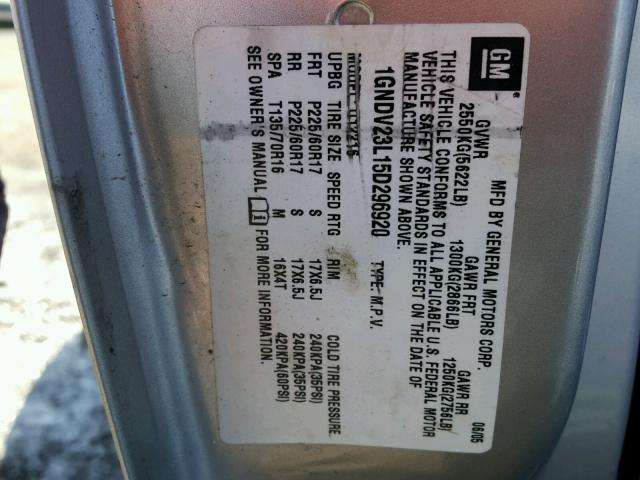 GM
MFD BY GENERAL MOTORS CORP. 06/05
GVWR GAWR FRT GAWR RR
2550KG(5622LB) 1300KG(2866LB) 1250KG(2756LB)
THIS VEHICLE CONFORMS TO ALL APPLICABLE U.S. FEDERAL MOTOR
VEHICLE SAFETY STANDARDS IN EFFECT ON THE DATE OF
MANUFACTURE SHOWN ABOVE.
1GNDV23L15D296920 TYPE: M.P.V.
UPBG TIRE SIZE SPEED RTG RIM COLD TIRE PRESSURE
FRT P225/60R17 S 17X6.5J 240KPA(35PSI)
RR P225/60R17 S 17X6.5J 240KPA(35PSI)
SPA T135/70R16 M 16X4T 420KPA(60PSI)
SEE OWNER'S MANUAL FOR MORE INFORMATION.